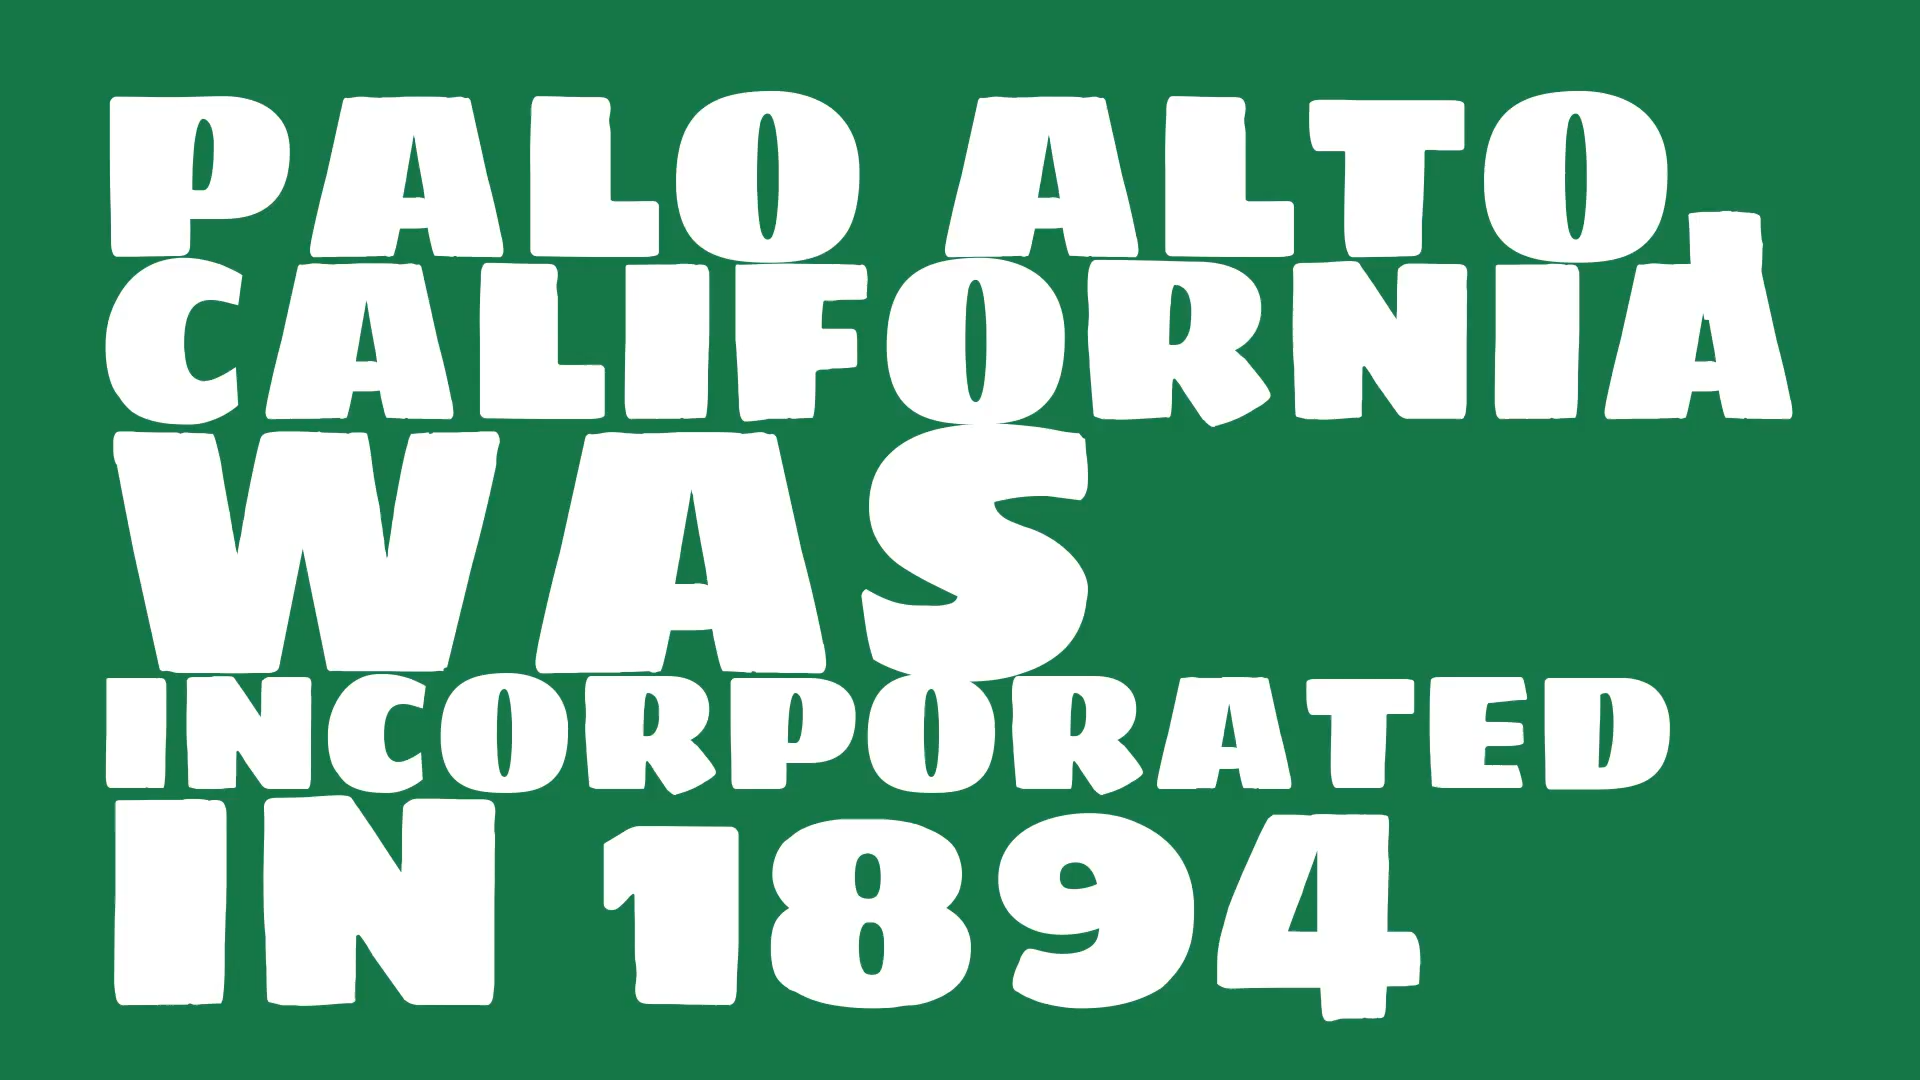 PALO ALTO,
CALIFORNIA
WAS
INCORPORATED
IN 1894